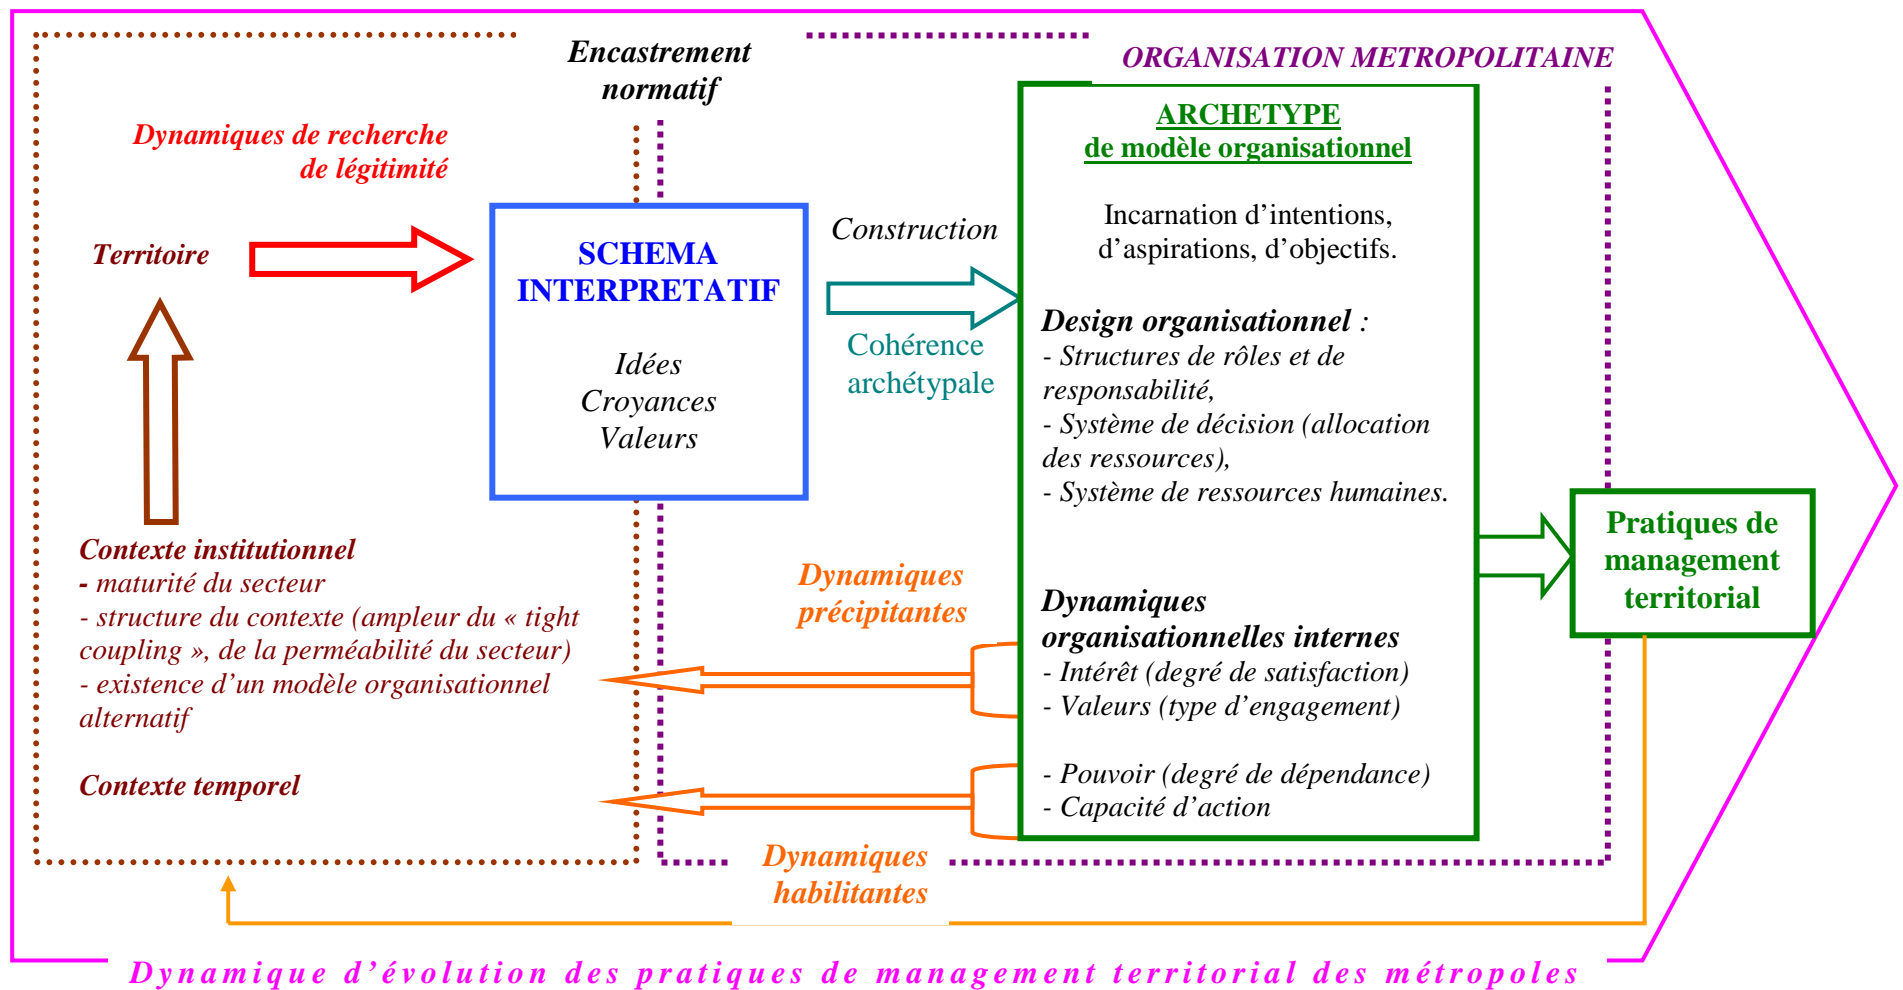 Encastrement
normatif
ORGANISATION METROPOLITAINE
Dynamiques de recherche
de légitimité
Territoire
SCHEMA
INTERPRETATIF
Idées
Croyances
Valeurs
Construction
Cohérence
archétypale
ARCHETYPE
de modèle organisationnel
Incarnation d’intentions,
d’aspirations, d’objectifs.
Design organisationnel :
- Structures de rôles et de
responsabilité,
- Système de décision (allocation
des ressources),
- Système de ressources humaines.
Dynamiques
organisationnelles internes
- Intérêt (degré de satisfaction)
- Valeurs (type d’engagement)
- Pouvoir (degré de dépendance)
- Capacité d’action
Pratiques de
management
territorial
Contexte institutionnel
- maturité du secteur
- structure du contexte (ampleur du « tight
coupling », de la perméabilité du secteur)
- existence d’un modèle organisationnel
alternatif
Contexte temporel
Dynamiques
précipitantes
Dynamiques
habilitantes
Dynamique d’évolution des pratiques de management territorial des métropoles